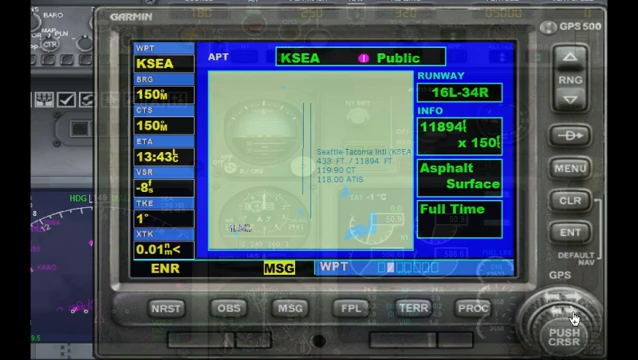 BARO
GARMIN
GPS 500
WPT
KSEA
APT
KSEA
Public
BRG
150°M
CTS
150°M
ETA
13:43
VSR
-8
TKE
1°
XTK
0.01
RUNWAY
16L-34R
INFO
11894
x 150
Asphalt
Surface
Full Time
Seattle-Tacoma Intl (KSEA
433 FT. / 11894 FT
119.90 CT
118.00 ATIS
TAT -1 °C
HDG
ENR
MSG
WPT
RNG
D
MENU
CLR
ENT
DEFAULT
NAV
GPS
PUSH
CRSR
NRST
OBS
MSG
FPL
TERR
PROC